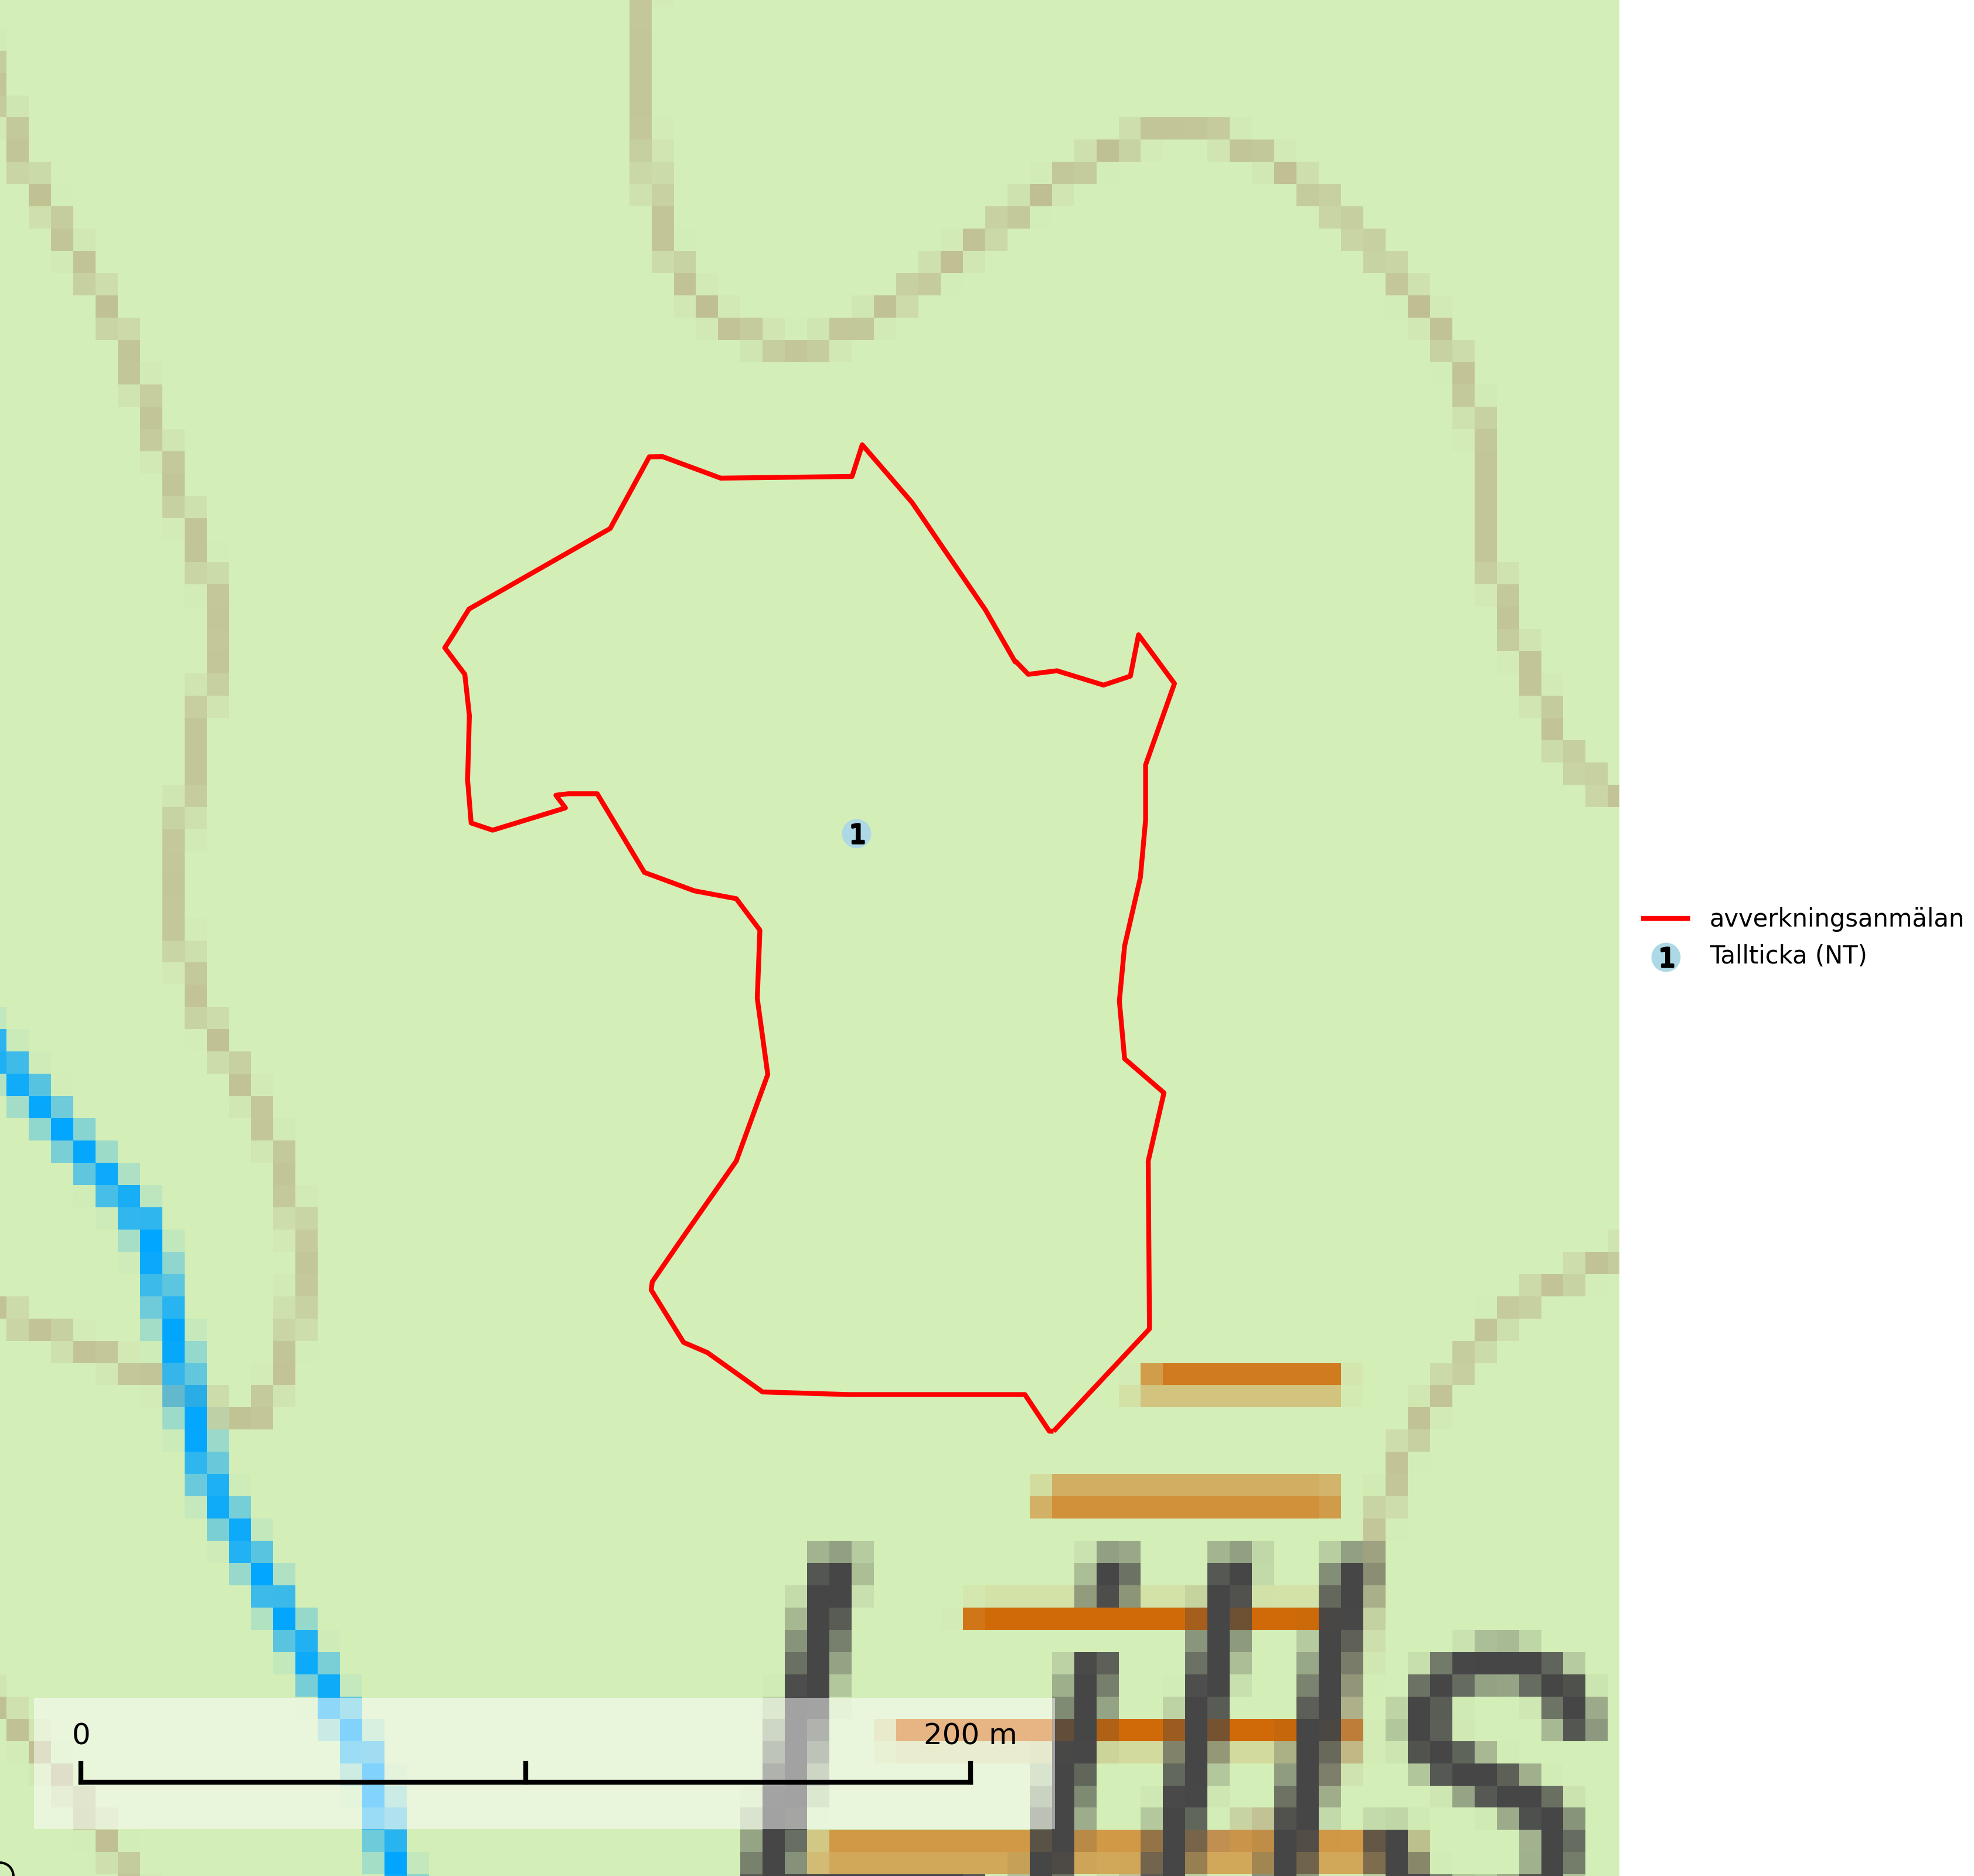 1
avverkningsanmälan
1 Tallticka (NT)
0 200 m